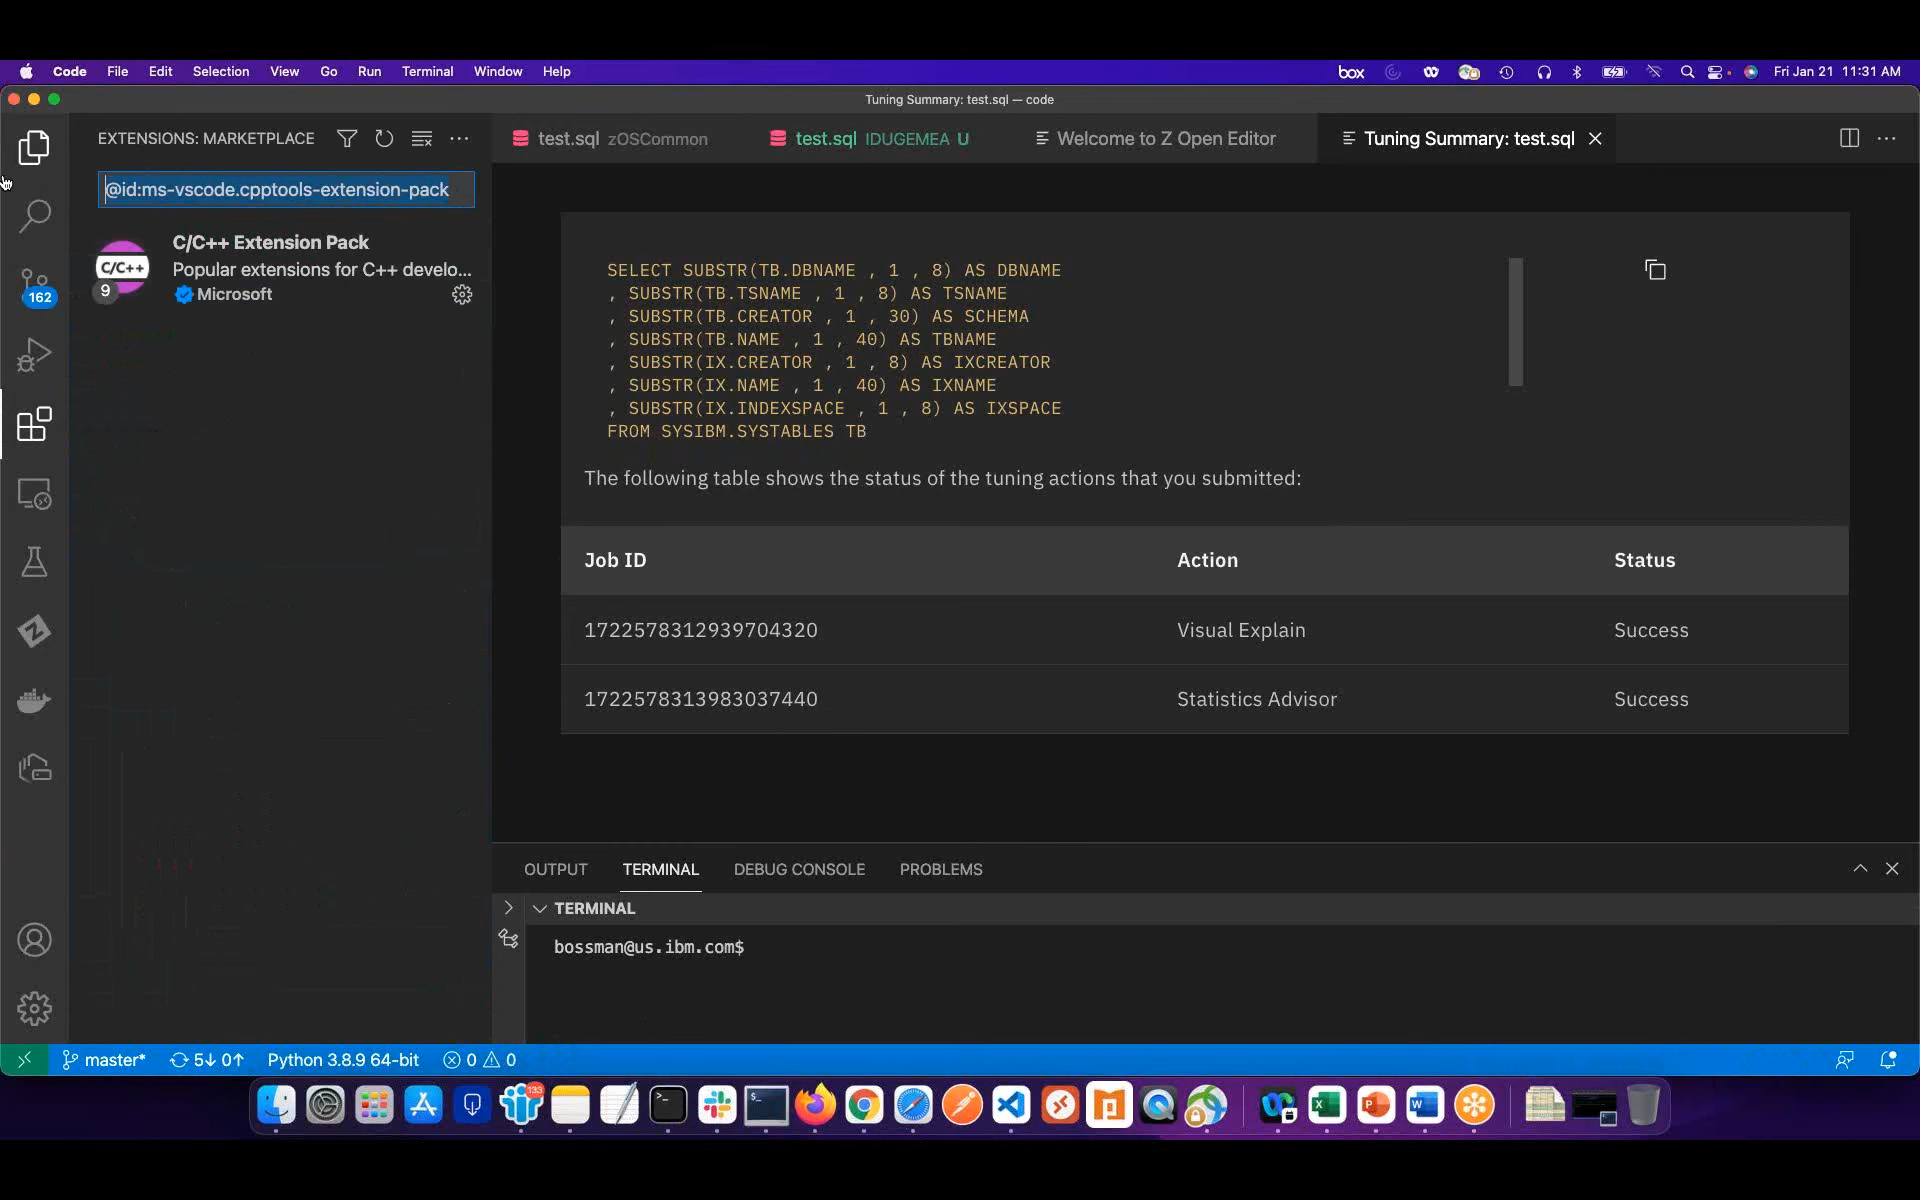 Code File Edit Selection View Go Run Terminal Window Help
box Fri Jan 21 11:31 AM
Tuning Summary: test.sql — code
EXTENSIONS: MARKETPLACE
test.sql zOSCommon
test.sql IDUGEMEA U
Welcome to Z Open Editor
Tuning Summary: test.sql
@id:ms-vscode.cpptools-extension-pack
C/C++
9
C/C++ Extension Pack
Popular extensions for C++ develo...
Microsoft
162
SELECT SUBSTR(TB.DBNAME , 1 , 8) AS DBNAME
, SUBSTR(TB.TSNAME , 1 , 8) AS TSNAME
, SUBSTR(TB.CREATOR , 1 , 30) AS SCHEMA
, SUBSTR(TB.NAME , 1 , 40) AS TBNAME
, SUBSTR(IX.CREATOR , 1 , 8) AS IXCREATOR
, SUBSTR(IX.NAME , 1 , 40) AS IXNAME
, SUBSTR(IX.INDEXSPACE , 1 , 8) AS IXSPACE
FROM SYSIBM.SYSTABLES TB
The following table shows the status of the tuning actions that you submitted:
Job ID Action Status
1722578312939704320 Visual Explain Success
1722578313983037440 Statistics Advisor Success
OUTPUT TERMINAL DEBUG CONSOLE PROBLEMS
TERMINAL
bossman@us.ibm.com$
master* 5↓ 0↑ Python 3.8.9 64-bit 0 0
133